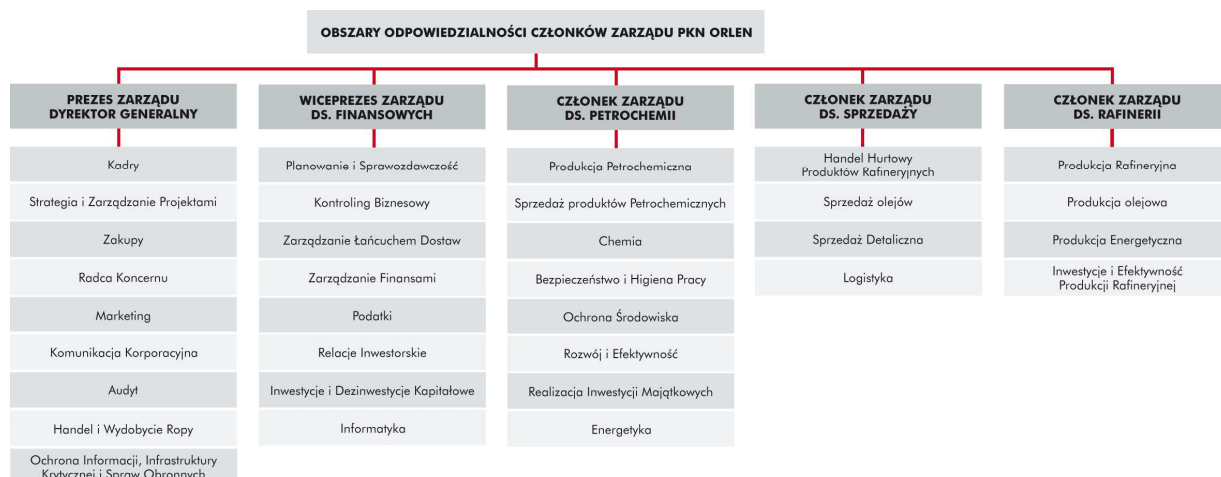 OBSZARY ODPOWIEDZIALNOŚCI CZŁONKÓW ZARZĄDU PKN ORLEN
PREZES ZARZĄDU
DYREKTOR GENERALNY
Kadry
Strategia i Zarządzanie Projektami
Zakupy
Radca Koncernu
Marketing
Komunikacja Korporacyjna
Audyt
Handel i Wydobycie Ropy
Ochrona Informacji, Infrastruktury
Krytycznej i Spraw Obronnych
WICEPREZES ZARZĄDU
DS. FINANSOWYCH
Planowanie i Sprawozdawczość
Kontroling Biznesowy
Zarządzanie Łańcuchem Dostaw
Zarządzanie Finansami
Podatki
Relacje Inwestorskie
Inwestycje i Dezinwestycje Kapitałowe
Informatyka
CZŁONEK ZARZĄDU
DS. PETROCHEMII
Produkcja Petrochemiczna
Sprzedaż produktów Petrochemicznych
Chemia
Bezpieczeństwo i Higiena Pracy
Ochrona Środowiska
Rozwój i Efektywność
Realizacja Inwestycji Majątkowych
Energetyka
CZŁONEK ZARZĄDU
DS. SPRZEDAŻY
Handel Hurtowy
Produktów Rafineryjnych
Sprzedaż olejów
Sprzedaż Detaliczna
Logistyka
CZŁONEK ZARZĄDU
DS. RAFINERII
Produkcja Rafineryjna
Produkcja olejowa
Produkcja Energetyczna
Inwestycje i Efektywność
Produkcji Rafineryjnej